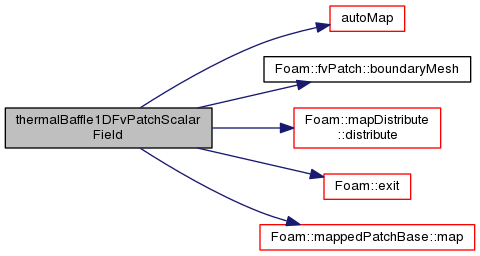 autoMap
Foam::fvPatch::boundaryMesh
thermalBaffle1DFvPatchScalar
Field
Foam::mapDistribute
::distribute
Foam::exit
Foam::mappedPatchBase::map